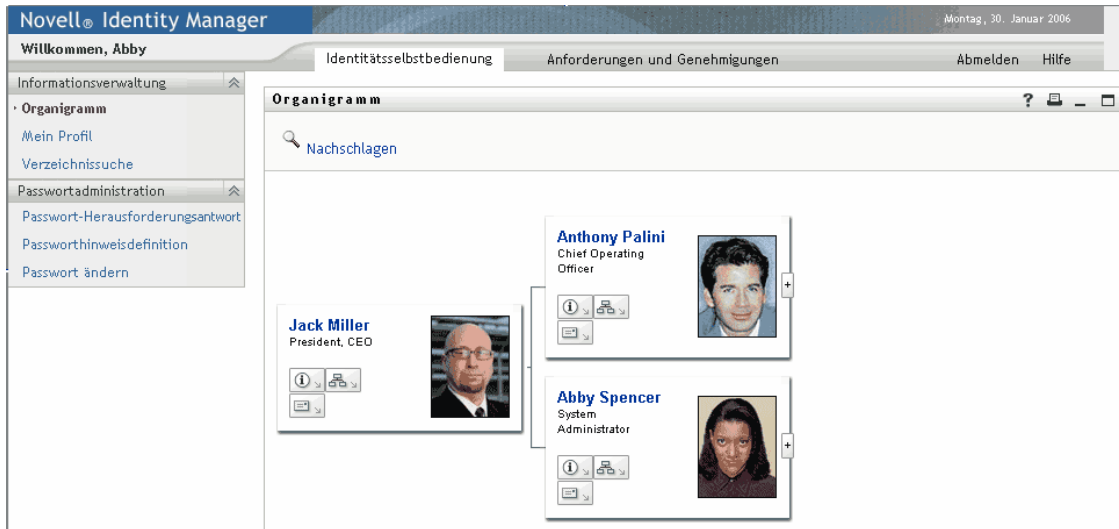 Novell® Identity Manager
Montag, 30. Januar 2006
Willkommen, Abby
Identitätsselbstbedienung
Anforderungen und Genehmigungen
Abmelden
Hilfe
Informationsverwaltung
Organigramm
Mein Profil
Verzeichnissuche
Passwortadministration
Passwort-Herausforderungsantwort
Passworthinweisdefinition
Passwort ändern
Organigramm
?
Nachschlagen
Jack Miller
President, CEO
Anthony Palini
Chief Operating
Officer
+
Abby Spencer
System
Administrator
+